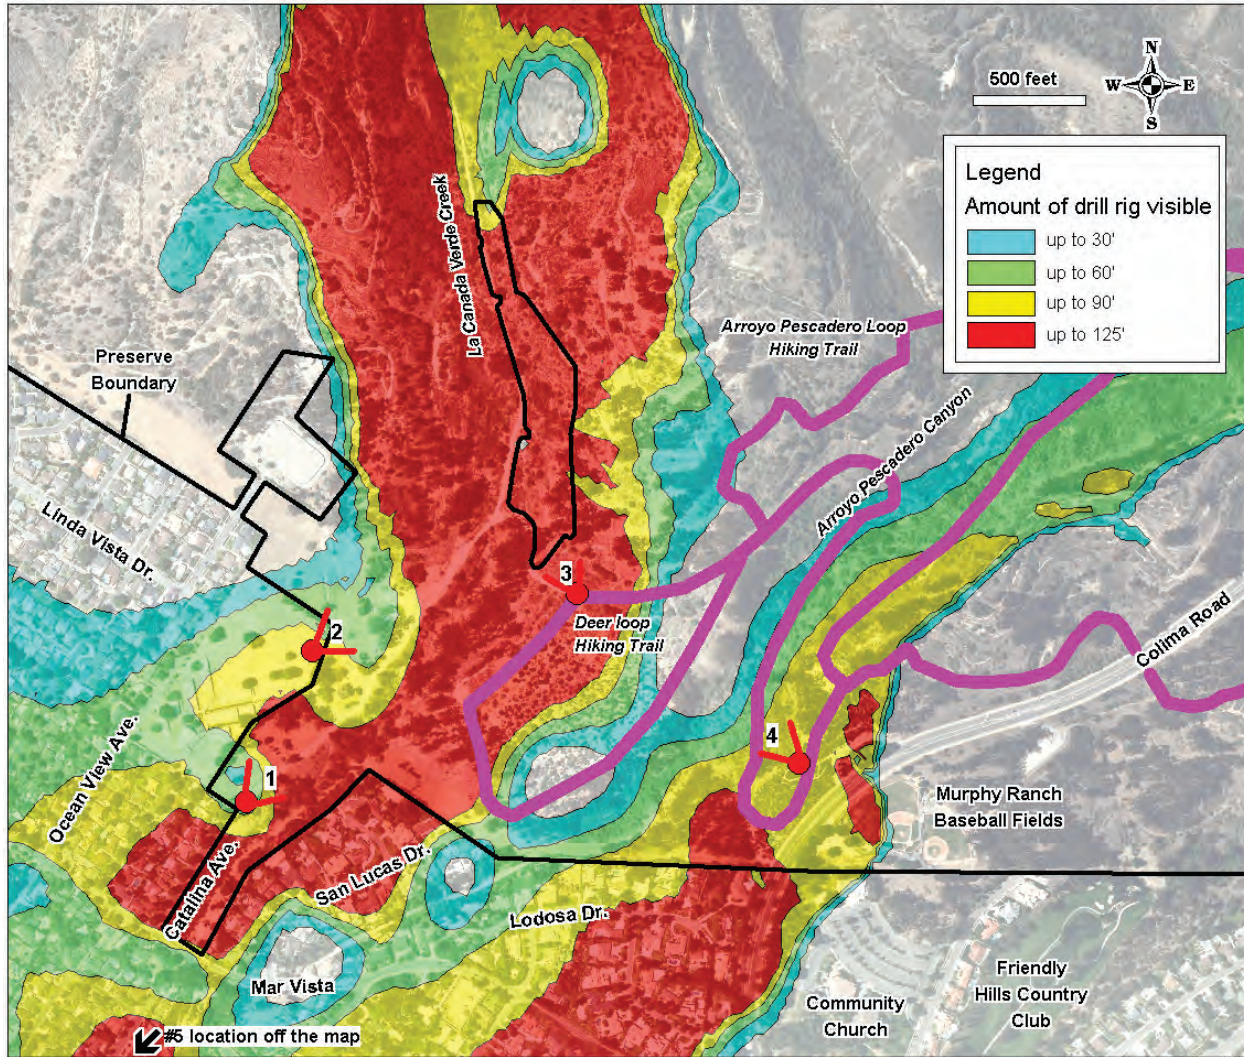 N
W E
S
500 feet
Legend
Amount of drill rig visible
up to 30'
up to 60'
up to 90'
up to 125'
La Canada Verde Creek
Arroyo Pescadero Loop
Hiking Trail
Preserve
Boundary
Arroyo Pescadero Canyon
Linda Vista Dr.
3
Deer loop
Hiking Trail
2
Colima Road
Ocean View Ave.
1
4
Murphy Ranch
Baseball Fields
San Lucas Dr.
Catalina Ave.
Lodosa Dr.
Mar Vista
Friendly
Hills Country
Club
Community
Church
#5 location off the map